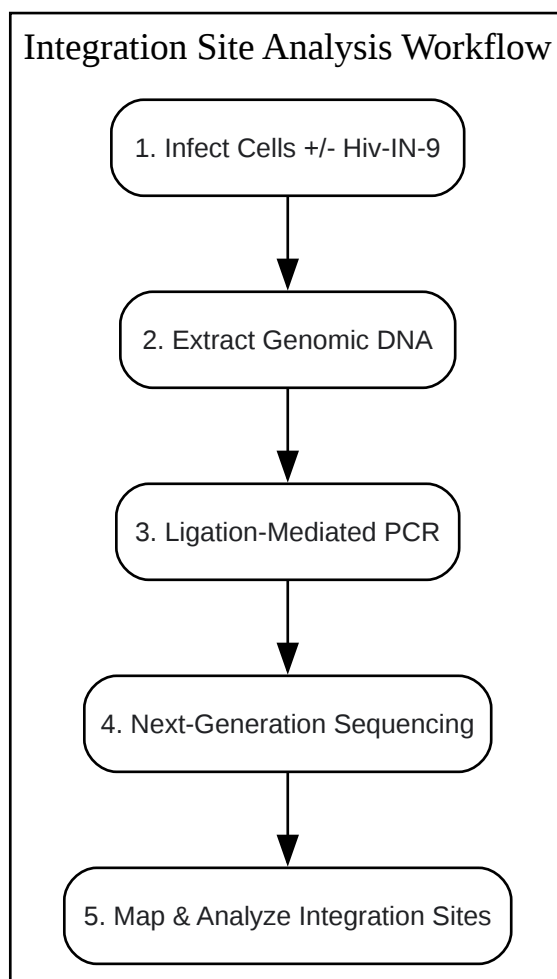 Integration Site Analysis Workflow
1. Infect Cells +/- Hiv-IN-9
2. Extract Genomic DNA
3. Ligation-Mediated PCR
4. Next-Generation Sequencing
5. Map & Analyze Integration Sites